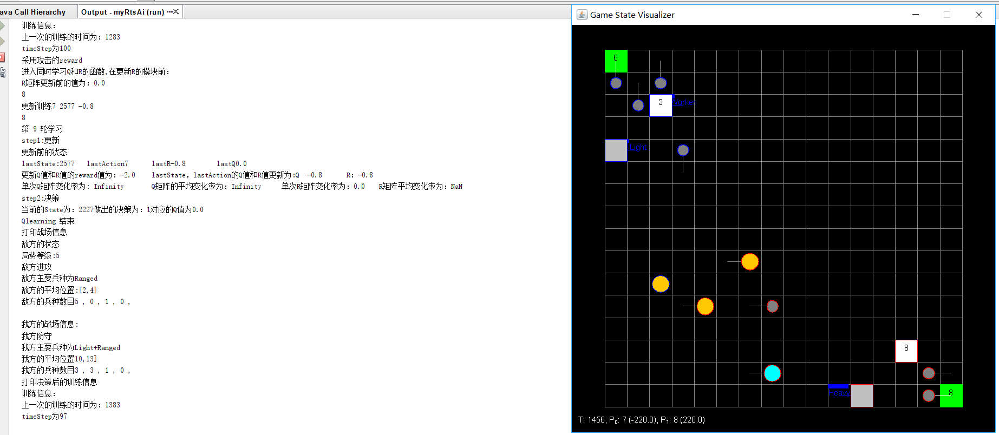 ava Call Hierarchy
Output - myRtsAi (run)
训练信息：
上一次的训练的时间为：1283
timeStep为100
采用攻击的reward
进入同时学习Q和R的函数,在更新R的模块前：
R矩阵更新前的值为：0.0
8
更新训练7 2577 -0.8
8
第 9 轮学习
step1:更新
更新前的状态
lastState:2577 lastAction7 lastR-0.8 lastQ0.0
更新Q值和R值的reward值为：-2.0 lastState，lastAction的Q值和R值更新为:Q -0.8 R：-0.8
单次Q矩阵变化率为：Infinity Q矩阵的平均变化率为：Infinity 单次R矩阵变化率为：0.0 R矩阵平均变化率为：NaN
step2:决策
当前的State为：2227做出的决策为：1对应的Q值为0.0
Qlearning 结束
打印战场信息
敌方的状态
局势等级:5
敌方进攻
敌方主要兵种为Ranged
敌方的平均位置:[2,4]
敌方的兵种数目5 , 0 , 1 , 0 ,
我方的战场信息：
我方防守
我方主要兵种为Light+Ranged
我方的平均位置10,13]
我方的兵种数目3 , 3 , 1 , 0 ,
打印决策后的训练信息
训练信息：
上一次的训练的时间为：1383
timeStep为97
Game State Visualizer
6
3
Worker
Light
8
Heavy
8
T: 1456, P₀: 7 (-220.0), P₁: 8 (220.0)